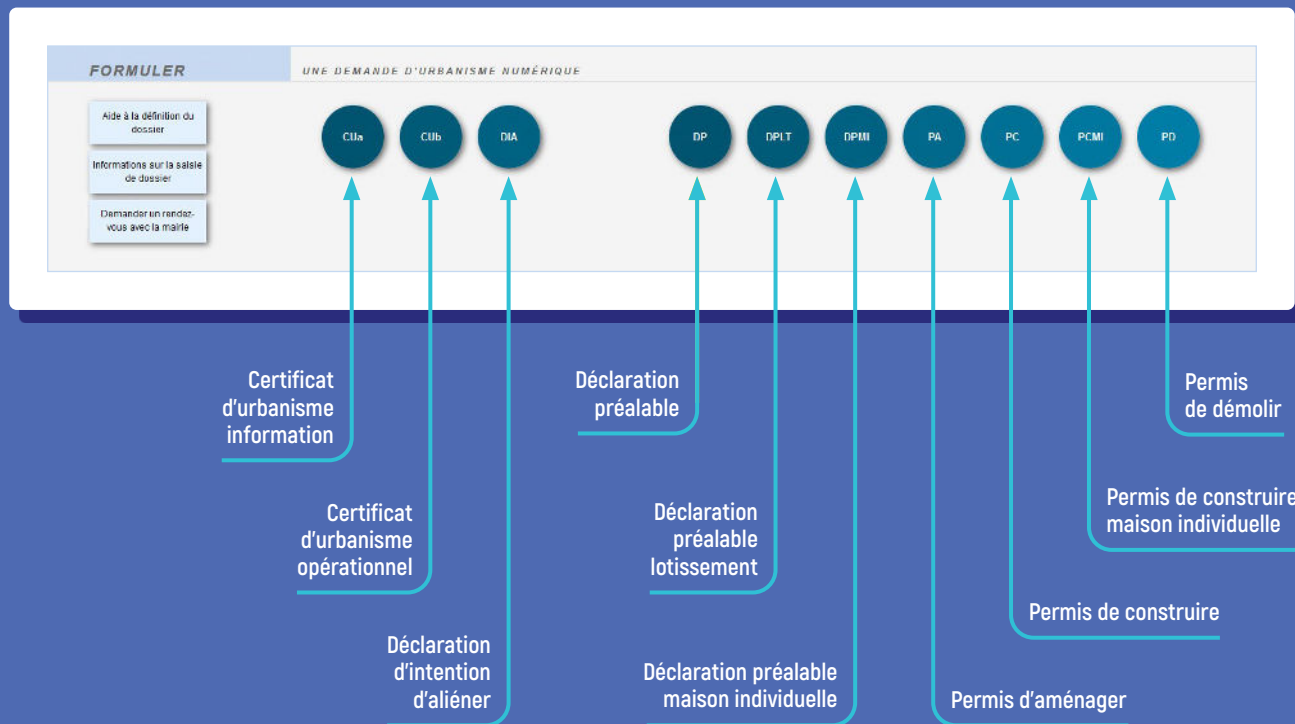 FORMULER
UNE DEMANDE D'URBANISME NUMÉRIQUE
Aide à la définition du
dossier
Informations sur la saisie
de dossier
Demander un rendez-
vous avec la mairie
CUa
CUb
DIA
DP
DPLT
DPMI
PA
PC
PCMI
PD
Certificat
d'urbanisme
information
Certificat
d'urbanisme
opérationnel
Déclaration
d'intention
d'aliéner
Déclaration
préalable
Déclaration
préalable
lotissement
Déclaration préalable
maison individuelle
Permis d'aménager
Permis de construire
Permis de construire
maison individuelle
Permis
de démolir